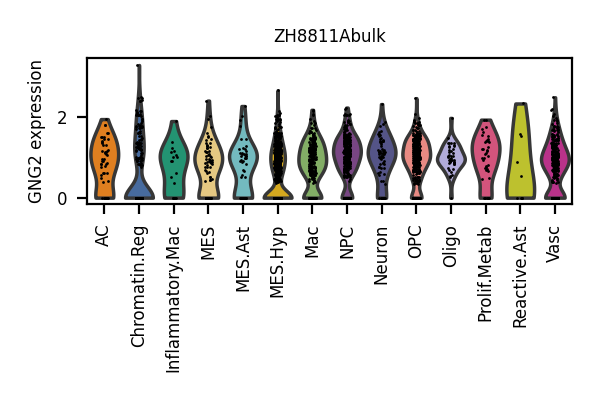 ZH8811Abulk
GNG2 expression
2
0
AC
Chromatin.Reg
Inflammatory.Mac
MES
MES.Ast
MES.Hyp
Mac
NPC
Neuron
OPC
Oligo
Prolif.Metab
Reactive.Ast
Vasc